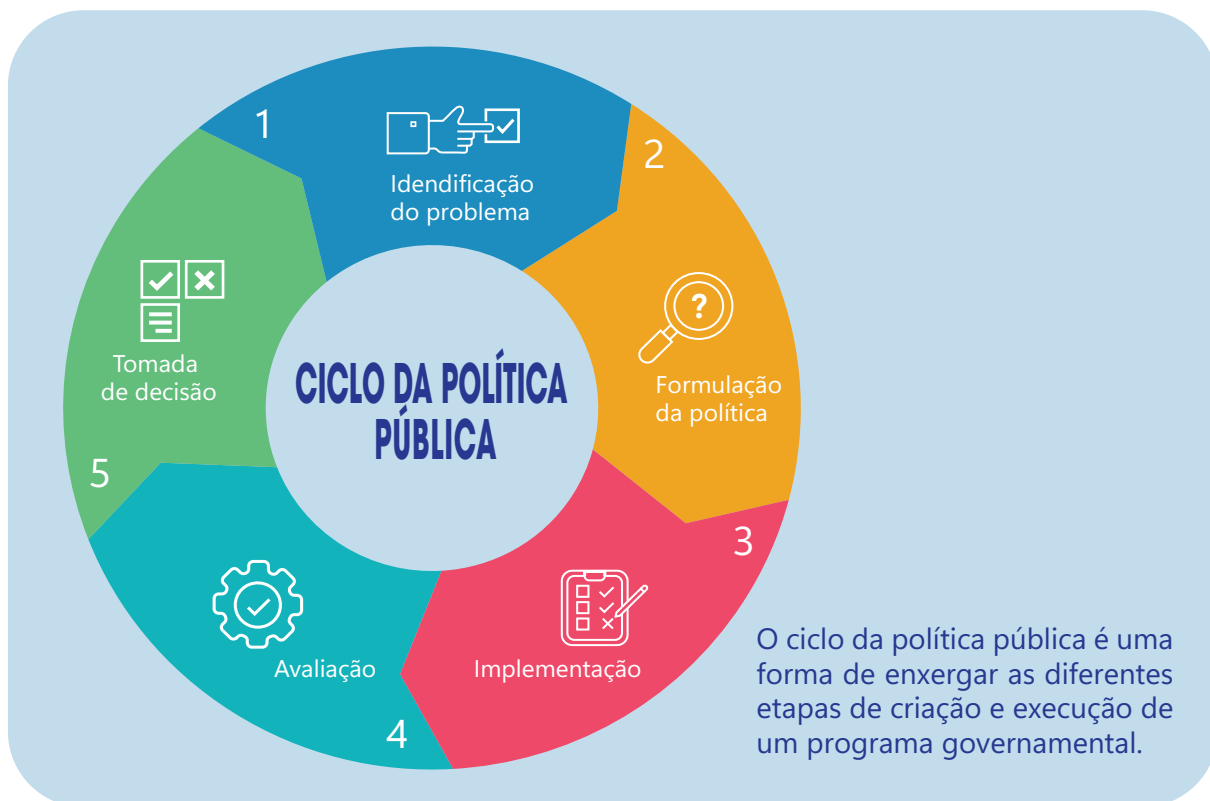 1
Idendificação
do problema
2
Formulação
da política
3
Implementação
4
Avaliação
5
Tomada
de decisão
CICLO DA POLÍTICA
PÚBLICA
O ciclo da política pública é uma
forma de enxergar as diferentes
etapas de criação e execução de
um programa governamental.